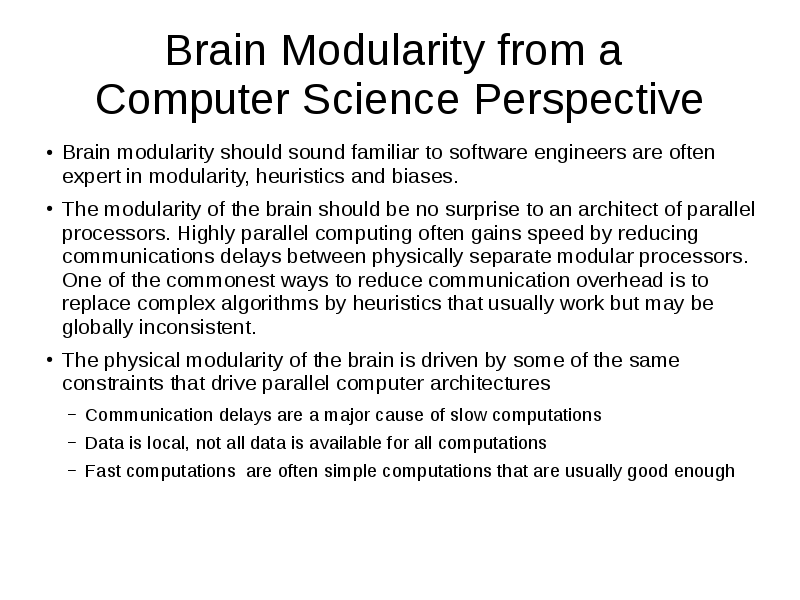 Brain Modularity from a
Computer Science Perspective
• Brain modularity should sound familiar to software engineers are often
expert in modularity, heuristics and biases.
• The modularity of the brain should be no surprise to an architect of parallel
processors. Highly parallel computing often gains speed by reducing
communications delays between physically separate modular processors.
One of the commonest ways to reduce communication overhead is to
replace complex algorithms by heuristics that usually work but may be
globally inconsistent.
• The physical modularity of the brain is driven by some of the same
constraints that drive parallel computer architectures
– Communication delays are a major cause of slow computations
– Data is local, not all data is available for all computations
– Fast computations  are often simple computations that are usually good enough